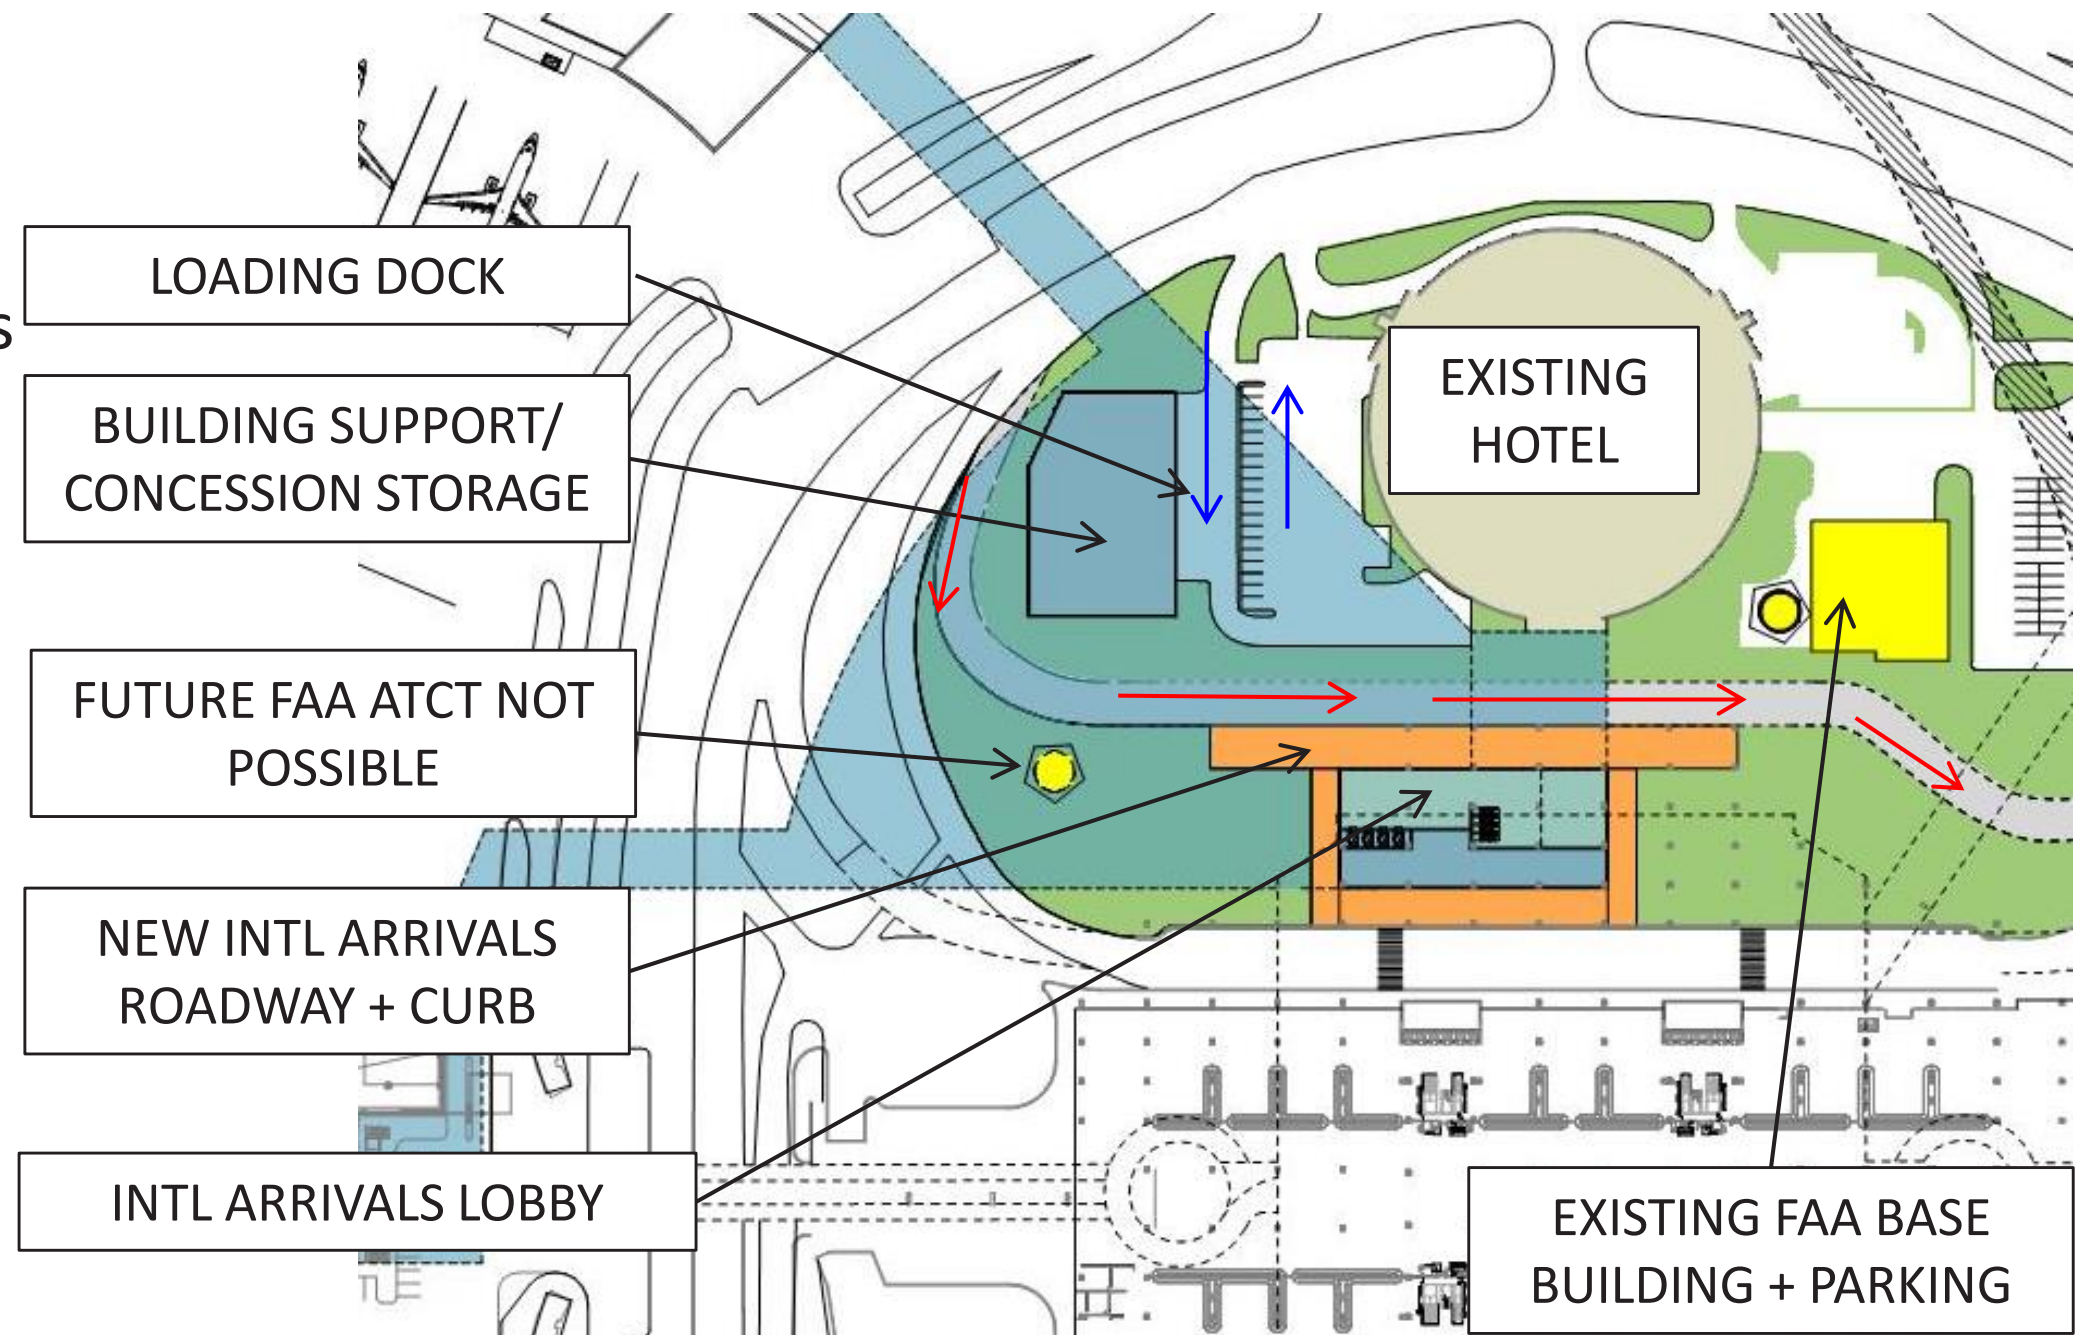 LOADING DOCK
s
BUILDING SUPPORT/
CONCESSION STORAGE
EXISTING
HOTEL
FUTURE FAA ATCT NOT
POSSIBLE
NEW INTL ARRIVALS
ROADWAY + CURB
INTL ARRIVALS LOBBY
EXISTING FAA BASE
BUILDING + PARKING